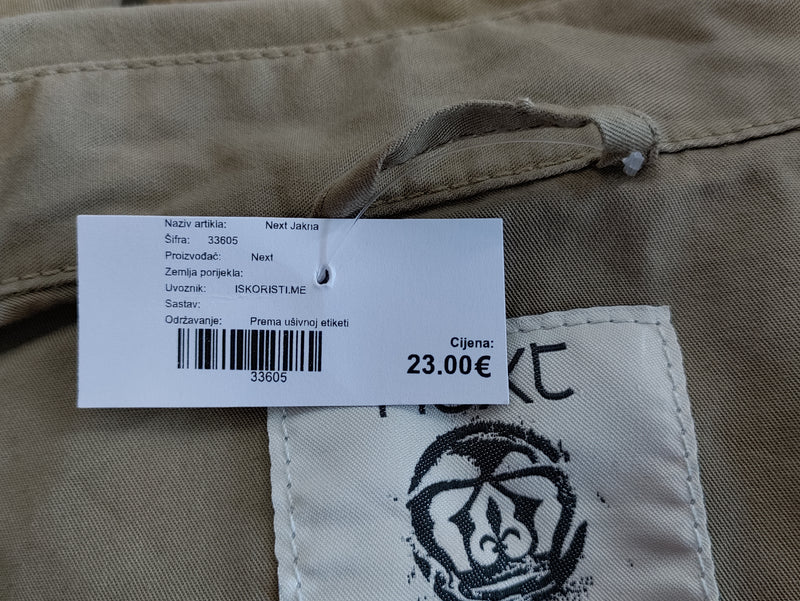 Naziv artikla: Next Jakna
Šifra: 33605
Proizvođač: Next
Zemlja porijekla:
Uvoznik: ISKORISTI.ME
Sastav:
Održavanje: Prema ušivnoj etiketi
33605
Cijena:
23.00€